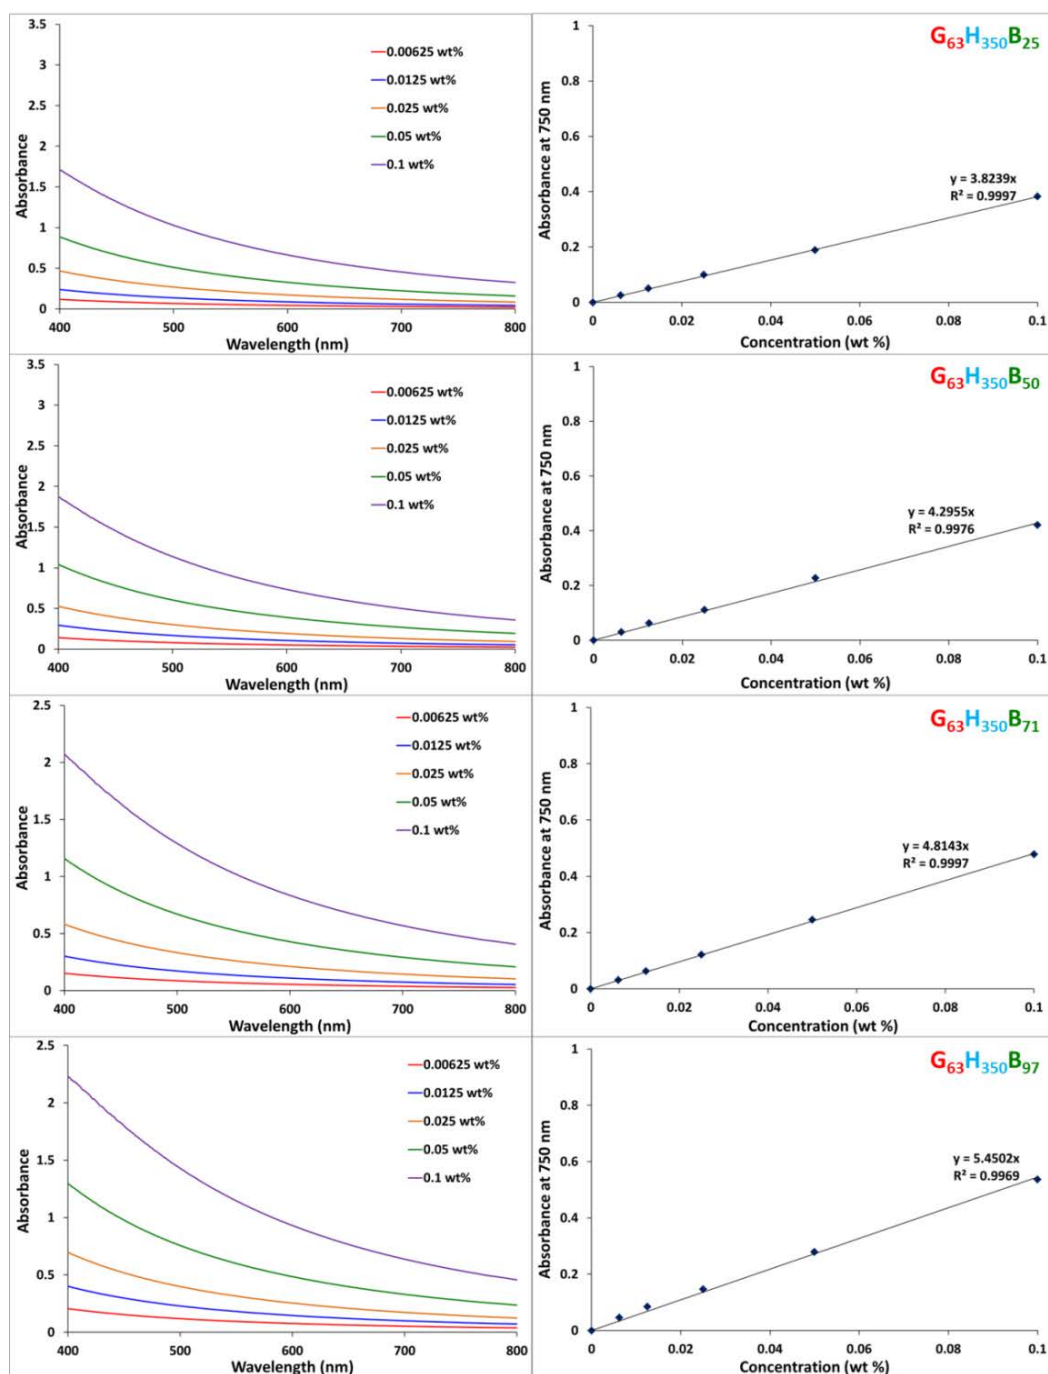 3.5
3
2.5
2
1.5
1
0.5
0
400
500
600
700
800
Absorbance
Wavelength (nm)
0.00625 wt%
0.0125 wt%
0.025 wt%
0.05 wt%
0.1 wt%
G63H350B25
1
0.8
0.6
0.4
0.2
0
0
0.02
0.04
0.06
0.08
0.1
Absorbance at 750 nm
Concentration (wt %)
y = 3.8239x
R² = 0.9997
3.5
3
2.5
2
1.5
1
0.5
0
400
500
600
700
800
Absorbance
Wavelength (nm)
0.00625 wt%
0.0125 wt%
0.025 wt%
0.05 wt%
0.1 wt%
G63H350B50
1
0.8
0.6
0.4
0.2
0
0
0.02
0.04
0.06
0.08
0.1
Absorbance at 750 nm
Concentration (wt %)
y = 4.2955x
R² = 0.9976
2.5
2
1.5
1
0.5
0
400
500
600
700
800
Absorbance
Wavelength (nm)
0.00625 wt%
0.0125 wt%
0.025 wt%
0.05 wt%
0.1 wt%
G63H350B71
1
0.8
0.6
0.4
0.2
0
0
0.02
0.04
0.06
0.08
0.1
Absorbance at 750 nm
Concentration (wt %)
y = 4.8143x
R² = 0.9997
2.5
2
1.5
1
0.5
0
400
500
600
700
800
Absorbance
Wavelength (nm)
0.00625 wt%
0.0125 wt%
0.025 wt%
0.05 wt%
0.1 wt%
G63H350B97
1
0.8
0.6
0.4
0.2
0
0
0.02
0.04
0.06
0.08
0.1
Absorbance at 750 nm
Concentration (wt %)
y = 5.4502x
R² = 0.9969